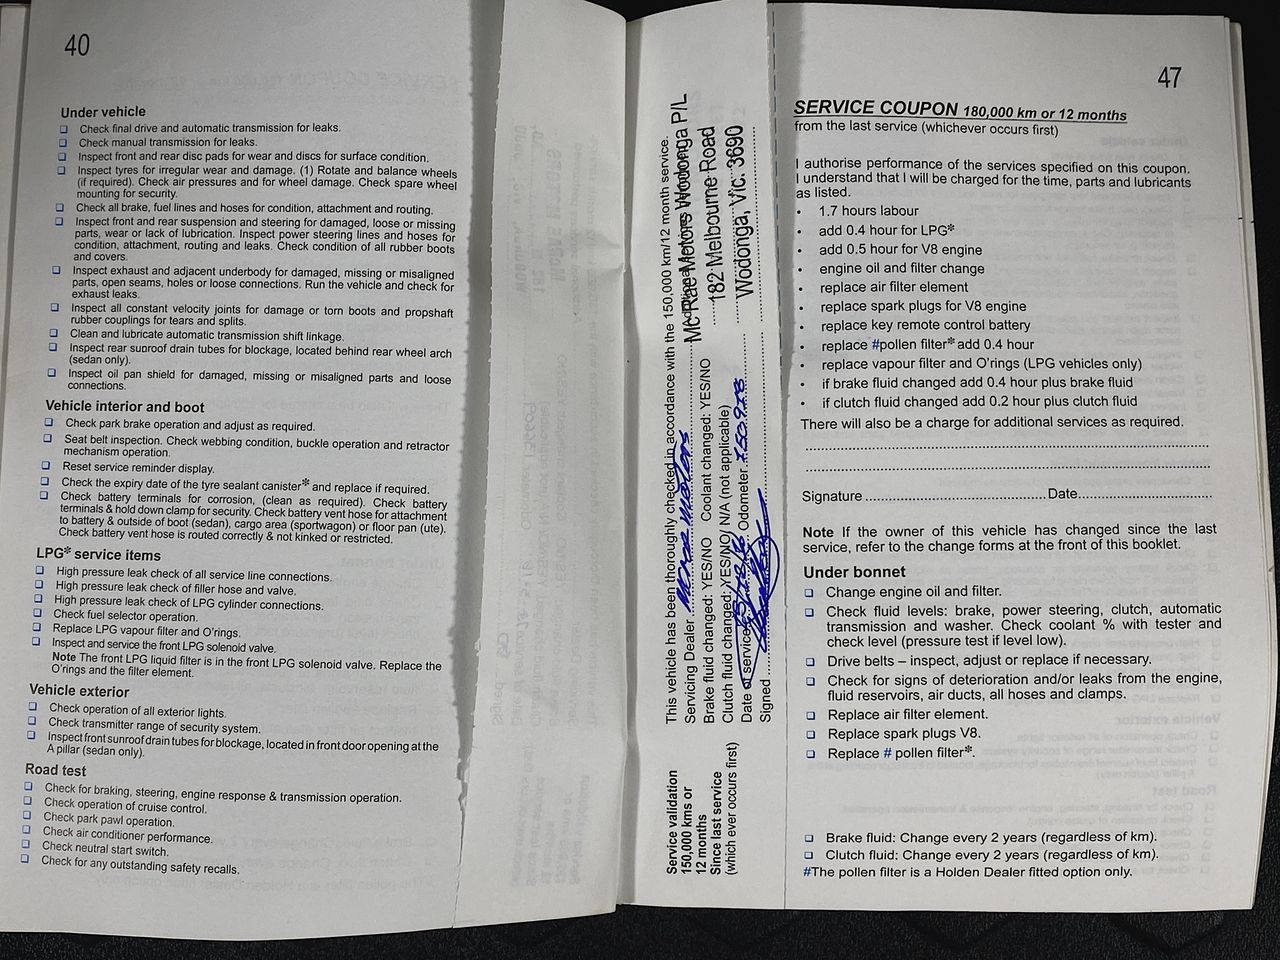 40
Under vehicle
Check final drive and automatic transmission for leaks.
Check manual transmission for leaks.
Inspect front and rear disc pads for wear and discs for surface condition.
Inspect tyres for irregular wear and damage. (1) Rotate and balance wheels
(if required). Check air pressures and for wheel damage. Check spare wheel
mounting for security.
Check all brake, fuel lines and hoses for condition, attachment and routing.
Inspect front and rear suspension and steering for damaged, loose or missing
parts, wear or lack of lubrication. Inspect power steering lines and hoses for
condition, attachment, routing and leaks. Check condition of all rubber boots
and covers.
Inspect exhaust and adjacent underbody for damaged, missing or misaligned
parts, open seams, holes or loose connections. Run the vehicle and check for
exhaust leaks.
Inspect all constant velocity joints for damage or torn boots and propshaft
rubber couplings for tears and splits.
Clean and lubricate automatic transmission shift linkage.
Inspect rear sunroof drain tubes for blockage, located behind rear wheel arch
(sedan only).
Inspect oil pan shield for damaged, missing or misaligned parts and loose
connections.
Vehicle interior and boot
Check park brake operation and adjust as required.
Seat belt inspection. Check webbing condition, buckle operation and retractor
mechanism operation.
Reset service reminder display.
Check the expiry date of the tyre sealant canister* and replace if required.
Check battery terminals for corrosion, (clean as required). Check battery
terminals & hold down clamp for security. Check battery vent hose for attachment
to battery & outside of boot (sedan), cargo area (sportwagon) or floor pan (ute).
Check battery vent hose is routed correctly & not kinked or restricted.
LPG* service items
High pressure leak check of all service line connections.
High pressure leak check of filler hose and valve.
High pressure leak check of LPG cylinder connections.
Check fuel selector operation.
Replace LPG vapour filter and O'rings.
Inspect and service the front LPG solenoid valve.
Note The front LPG liquid filter is in the front LPG solenoid valve. Replace the
O'rings and the filter element.
Vehicle exterior
Check operation of all exterior lights.
Check transmitter range of security system.
Inspect front sunroof drain tubes for blockage, located in front door opening at the
A pillar (sedan only).
Road test
Check for braking, steering, engine response & transmission operation.
Check operation of cruise control.
Check park pawl operation.
Check air conditioner performance.
Check neutral start switch.
Check for any outstanding safety recalls.
Service validation
150,000 kms or
12 months
Since last service
(which ever occurs first)
This vehicle has been thoroughly checked in accordance with the 150,000 km/12 month service.
Servicing Dealer
Mc Rae Motors Wodonga P/L
Brake fluid changed: YES/NO Coolant changed: YES/NO
182 Melbourne Road
Clutch fluid changed: YES/NO/ N/A (not applicable)
Wodonga, Vic. 3690
Date of service Odometer
Signed
47
SERVICE COUPON 180,000 km or 12 months
from the last service (whichever occurs first)
I authorise performance of the services specified on this coupon.
I understand that I will be charged for the time, parts and lubricants
as listed.
• 1.7 hours labour
• add 0.4 hour for LPG*
• add 0.5 hour for V8 engine
• engine oil and filter change
• replace air filter element
• replace spark plugs for V8 engine
• replace key remote control battery
• replace #pollen filter* add 0.4 hour
• replace vapour filter and O'rings (LPG vehicles only)
• if brake fluid changed add 0.4 hour plus brake fluid
• if clutch fluid changed add 0.2 hour plus clutch fluid
There will also be a charge for additional services as required.
Signature Date
Note If the owner of this vehicle has changed since the last
service, refer to the change forms at the front of this booklet.
Under bonnet
Change engine oil and filter.
Check fluid levels: brake, power steering, clutch, automatic
transmission and washer. Check coolant % with tester and
check level (pressure test if level low).
Drive belts – inspect, adjust or replace if necessary.
Check for signs of deterioration and/or leaks from the engine,
fluid reservoirs, air ducts, all hoses and clamps.
Replace air filter element.
Replace spark plugs V8.
Replace # pollen filter*.
Brake fluid: Change every 2 years (regardless of km).
Clutch fluid: Change every 2 years (regardless of km).
#The pollen filter is a Holden Dealer fitted option only.